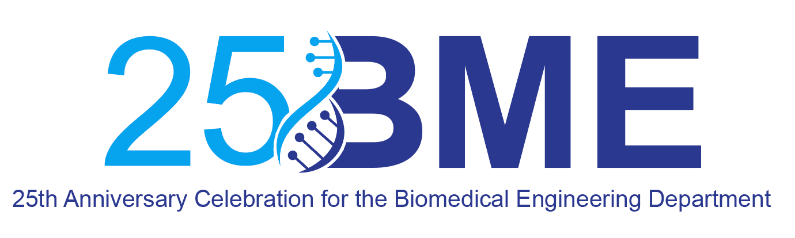 25BME
25th Anniversary Celebration for the Biomedical Engineering Department